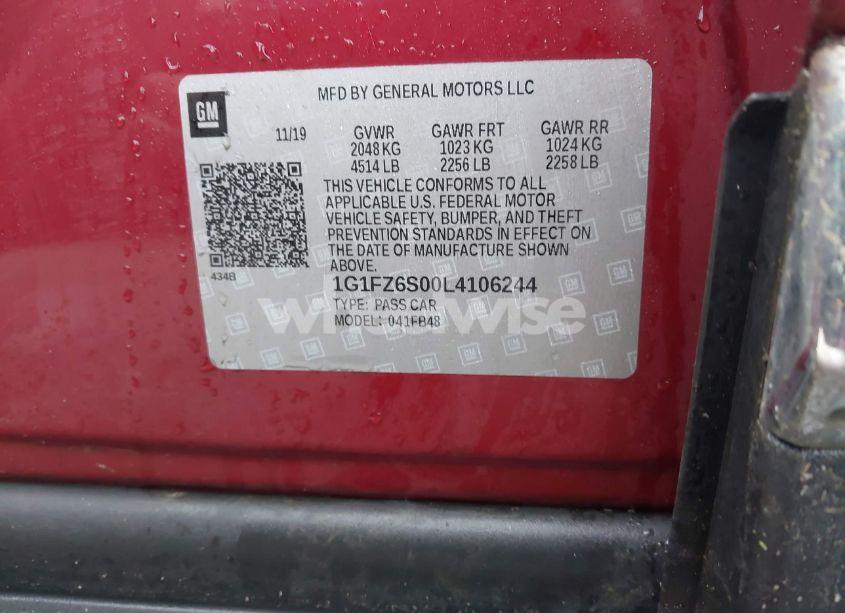 MFD BY GENERAL MOTORS LLC
GM
11/19 GVWR GAWR FRT GAWR RR
2048 KG 1023 KG 1024 KG
4514 LB 2256 LB 2258 LB
THIS VEHICLE CONFORMS TO ALL
APPLICABLE U.S. FEDERAL MOTOR
VEHICLE SAFETY, BUMPER, AND THEFT
PREVENTION STANDARDS IN EFFECT ON
THE DATE OF MANUFACTURE SHOWN
ABOVE.
434B
1G1FZ6S00L4106244
TYPE: PASS CAR
MODEL: 041FB48